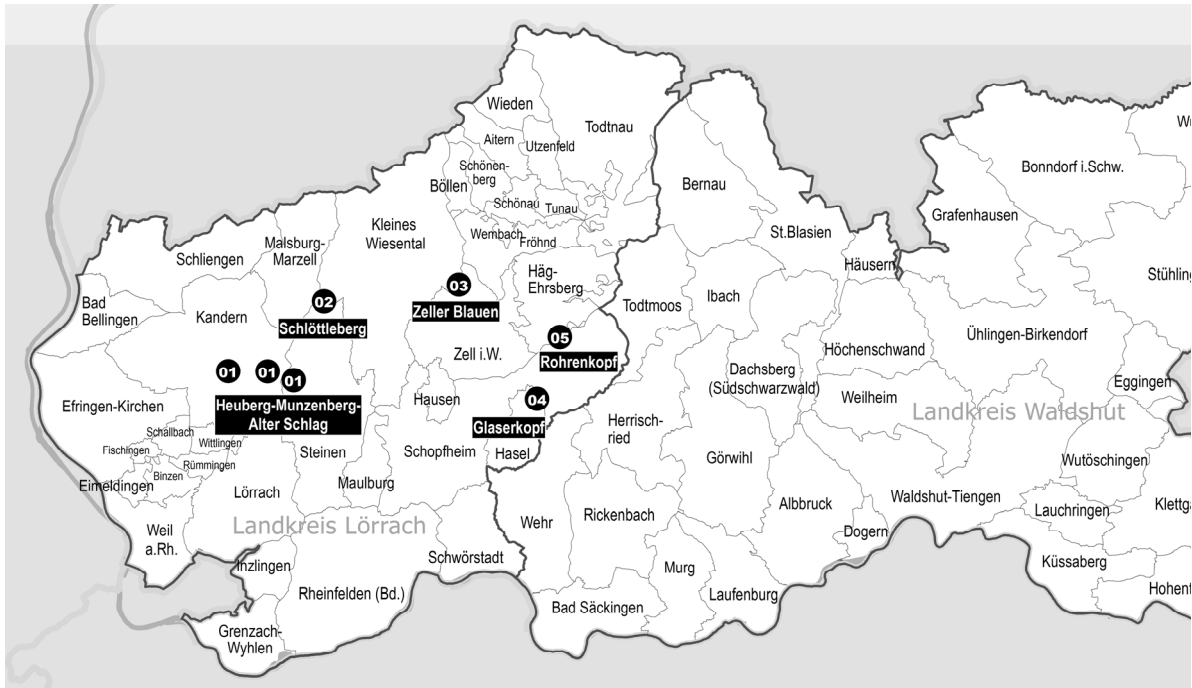 Wieden
Todtnau
Aitern
Utzenfeld
Schönen-
berg
Böllen
Schönau
Tunau
Wembach
Fröhnd
Kleines
Wiesental
Malsburg-
Marzell
Schliengen
Bad
Bellingen
Kandern
02
Schlöttleberg
03
Zeller Blauen
Häg-
Ehrsberg
05
Rohrenkopf
Zell i.W.
04
Glaserkopf
Hasel
Hausen
01
01
01
Heuberg-Munzenberg-
Alter Schlag
Efringen-Kirchen
Schallbach
Fischlingen
Wittlingen
Rümmingen
Binzen
Eimeldingen
Steinen
Schopfheim
Maulburg
Lörrach
Landkreis Lörrach
Weil
a.Rh.
Inzlingen
Schwörstadt
Rheinfelden (Bd.)
Grenzach-
Wyhlen
Bernau
St.Blasien
Häusern
Grafenhausen
Bonndorf i.Schw.
Stühling
Todtmoos
Ibach
Höchenschwand
Ühlingen-Birkendorf
Dachsberg
(Südschwarzwald)
Weilheim
Landkreis Waldshut
Eggingen
Herrisch-
ried
Görwihl
Wutöschingen
Albbruck
Waldshut-Tiengen
Lauchringen
Klettga
Wehr
Rickenbach
Dogern
Küssaberg
Murg
Laufenburg
Bad Säckingen